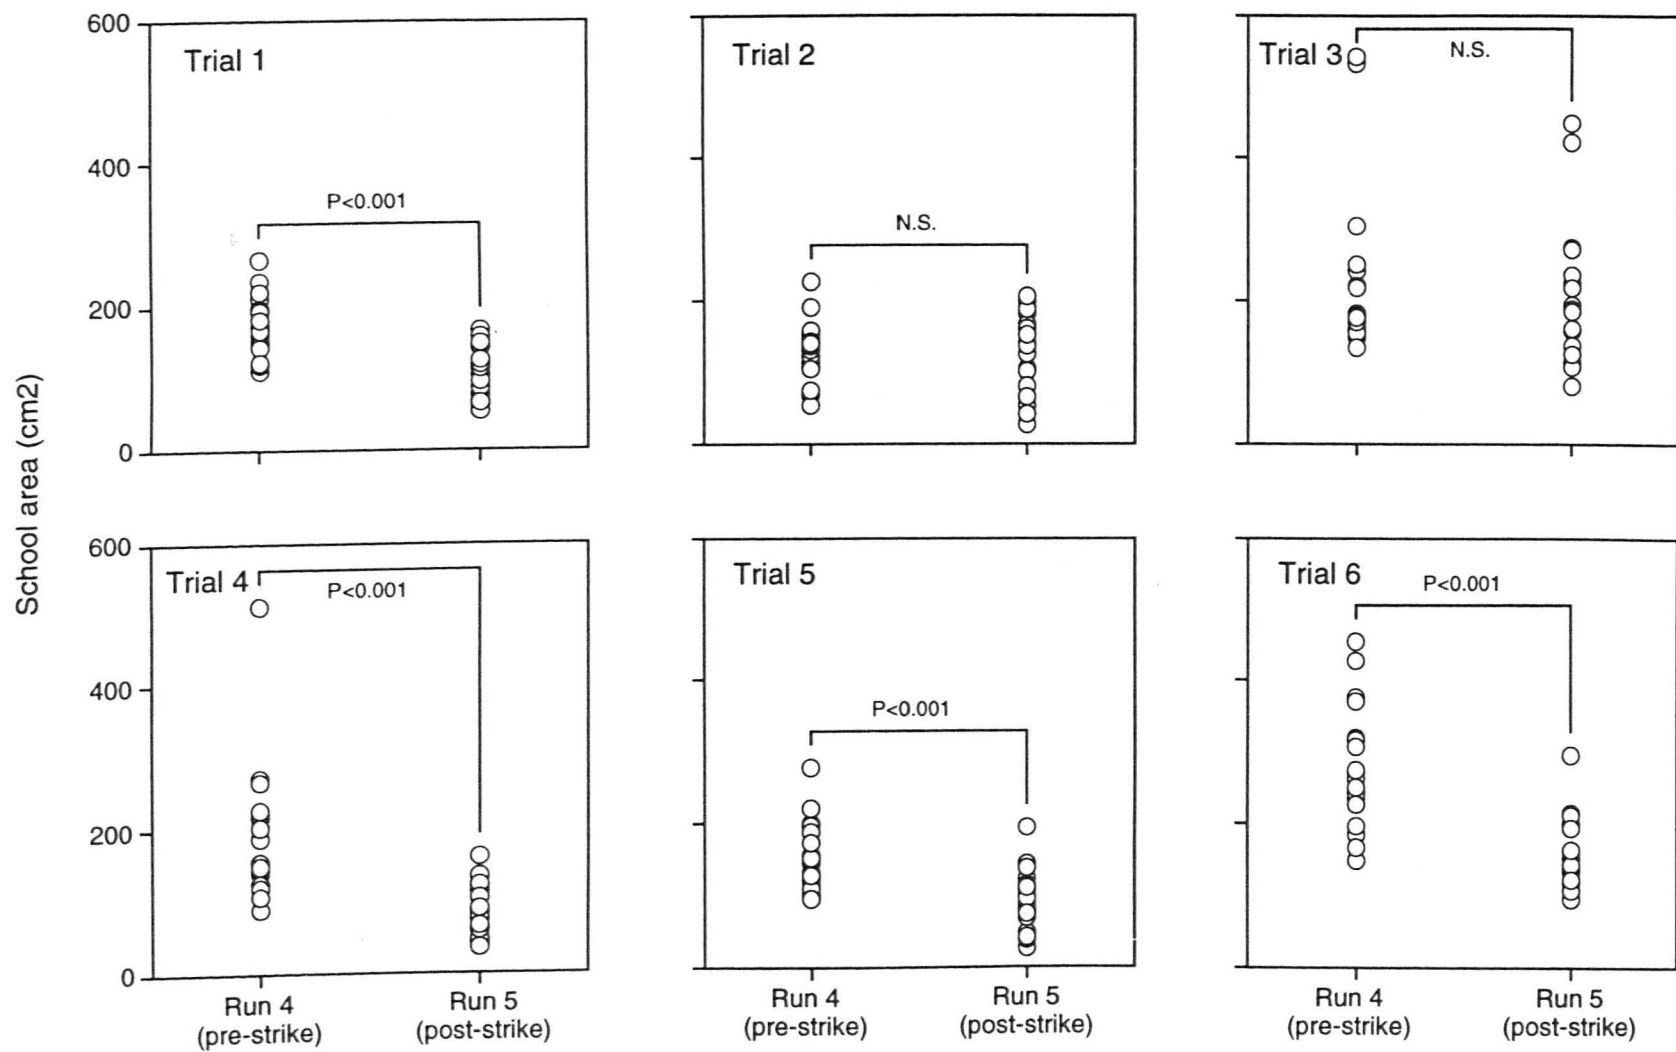 School area (cm2)
600
400
200
0
Trial 1
P<0.001
Trial 2
N.S.
Trial 3
N.S.
600
400
200
0
Trial 4
P<0.001
Run 4
(pre-strike)
Run 5
(post-strike)
Trial 5
P<0.001
Run 4
(pre-strike)
Run 5
(post-strike)
Trial 6
P<0.001
Run 4
(pre-strike)
Run 5
(post-strike)